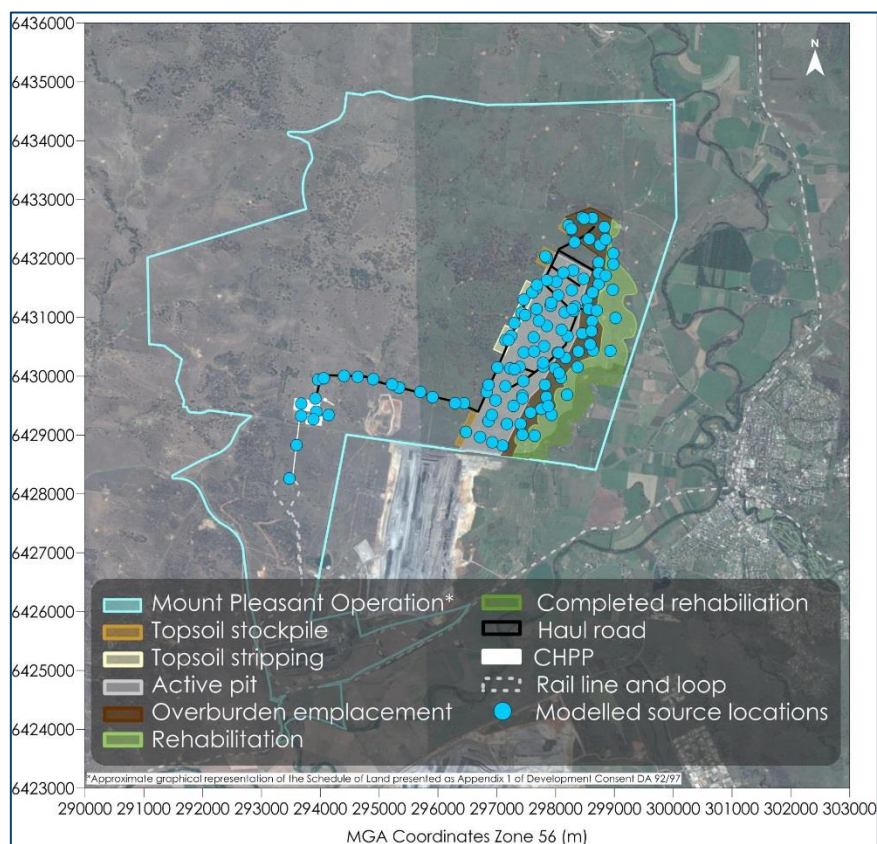 6436000
6435000
6434000
6433000
6432000
6431000
6430000
6429000
6428000
6427000
6426000
6425000
6424000
6423000
N
Mount Pleasant Operation*
Topsoil stockpile
Topsoil stripping
Active pit
Overburden emplacement
Rehabilitation
Completed rehabiliation
Haul road
CHPP
Rail line and loop
Modelled source locations
*Approximate graphical representation of the Schedule of Land presented as Appendix 1 of Development Consent DA 92/97
290000 291000 292000 293000 294000 295000 296000 297000 298000 299000 300000 301000 302000 303000
MGA Coordinates Zone 56 (m)